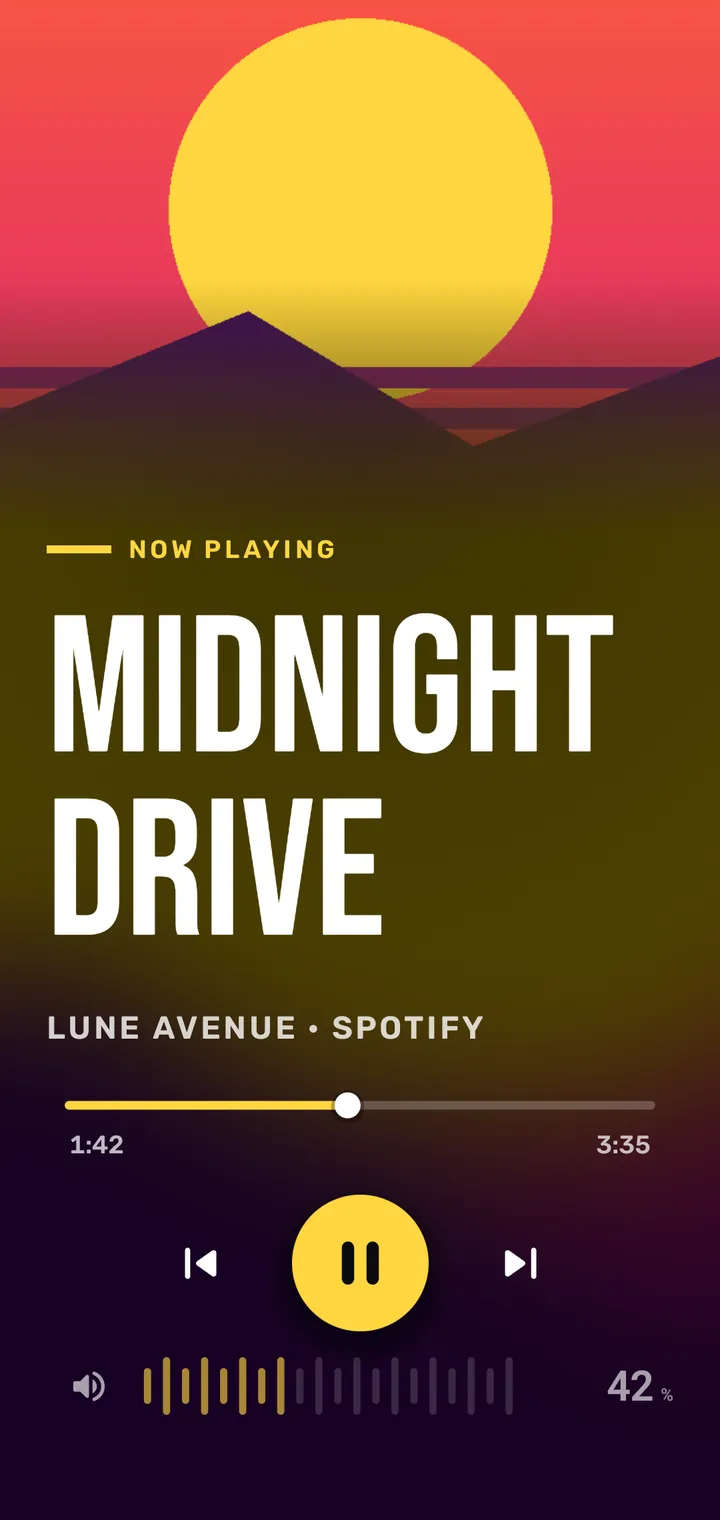 NOW PLAYING
MIDNIGHT
DRIVE
LUNE AVENUE • SPOTIFY
1:42 3:35
42 %